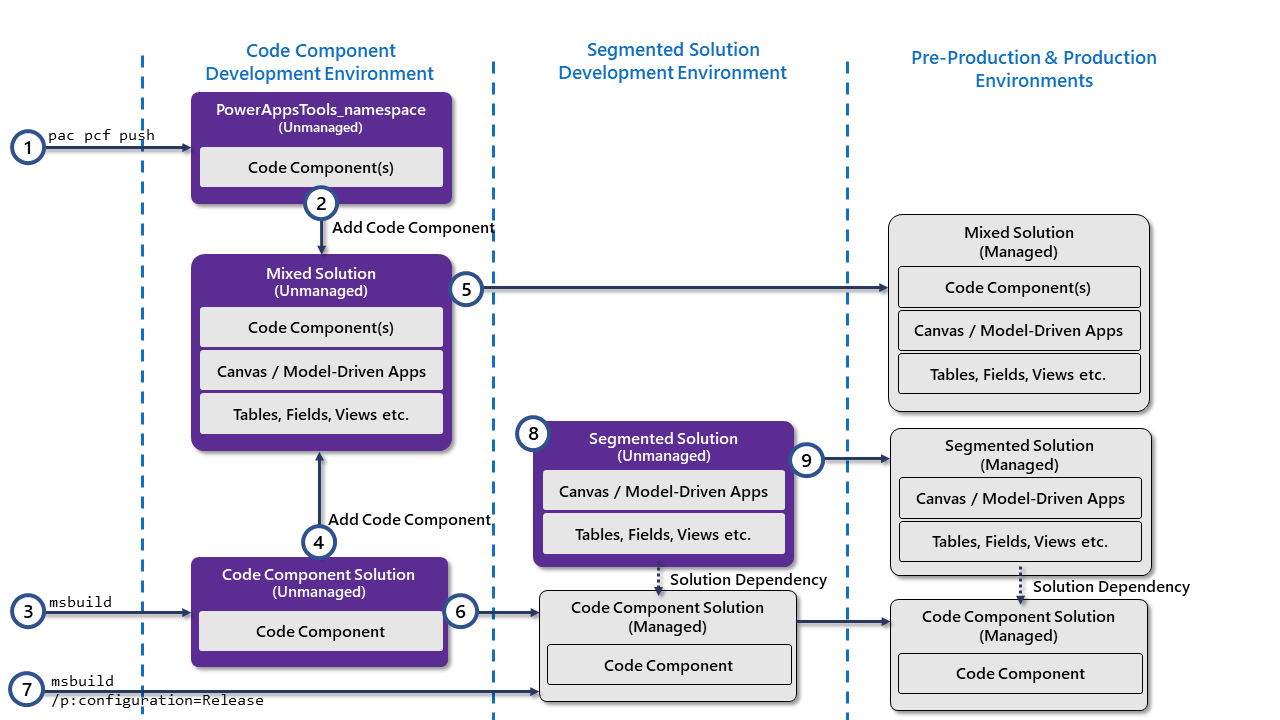 Code Component
Development Environment
Segmented Solution
Development Environment
Pre-Production & Production
Environments
PowerAppsTools_namespace
(Unmanaged)
Code Component(s)
1
pac pcf push
2
Add Code Component
Mixed Solution
(Unmanaged)
Code Component(s)
Canvas / Model-Driven Apps
Tables, Fields, Views etc.
5
Mixed Solution
(Managed)
Code Component(s)
Canvas / Model-Driven Apps
Tables, Fields, Views etc.
8
Segmented Solution
(Unmanaged)
Canvas / Model-Driven Apps
Tables, Fields, Views etc.
9
Segmented Solution
(Managed)
Canvas / Model-Driven Apps
Tables, Fields, Views etc.
Add Code Component
4
Solution Dependency
Solution Dependency
3
msbuild
Code Component Solution
(Unmanaged)
Code Component
6
Code Component Solution
(Managed)
Code Component
Code Component Solution
(Managed)
Code Component
7
msbuild
/p:configuration=Release